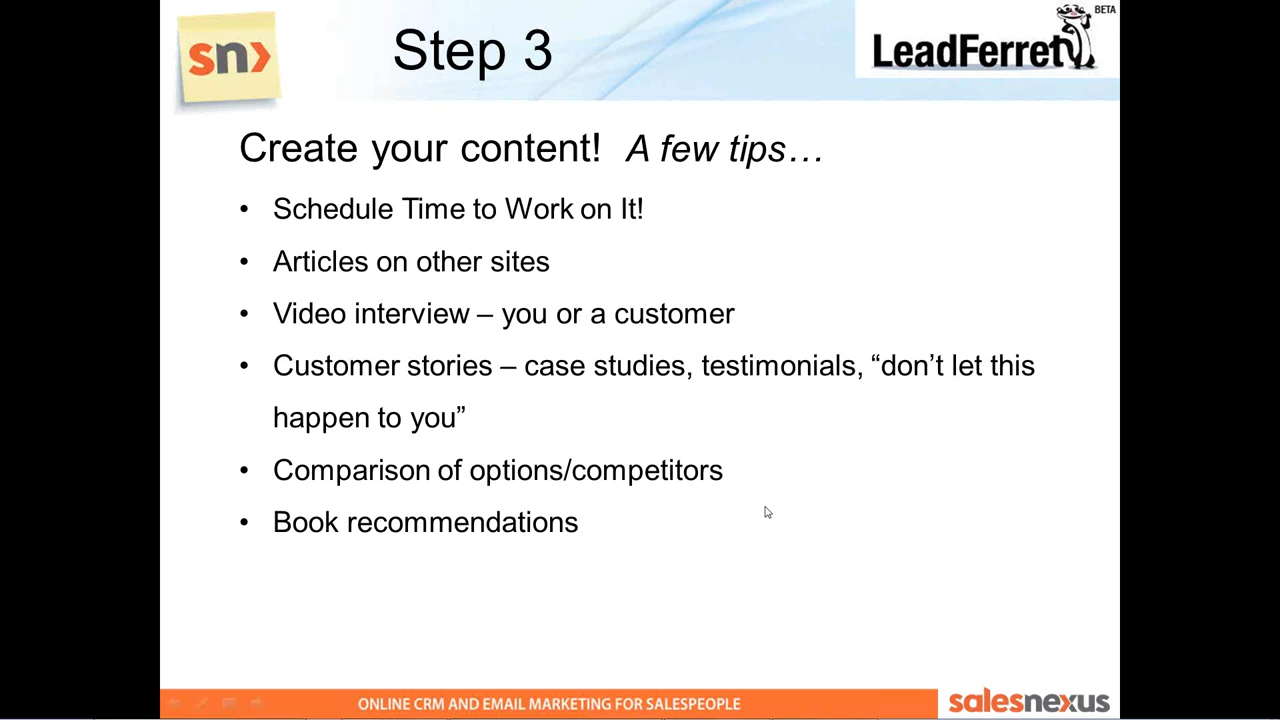 sn>
Step 3
LeadFerret
BETA
Create your content! A few tips…
• Schedule Time to Work on It!
• Articles on other sites
• Video interview – you or a customer
• Customer stories – case studies, testimonials, “don’t let this
happen to you”
• Comparison of options/competitors
• Book recommendations
ONLINE CRM AND EMAIL MARKETING FOR SALESPEOPLE
salesnexus